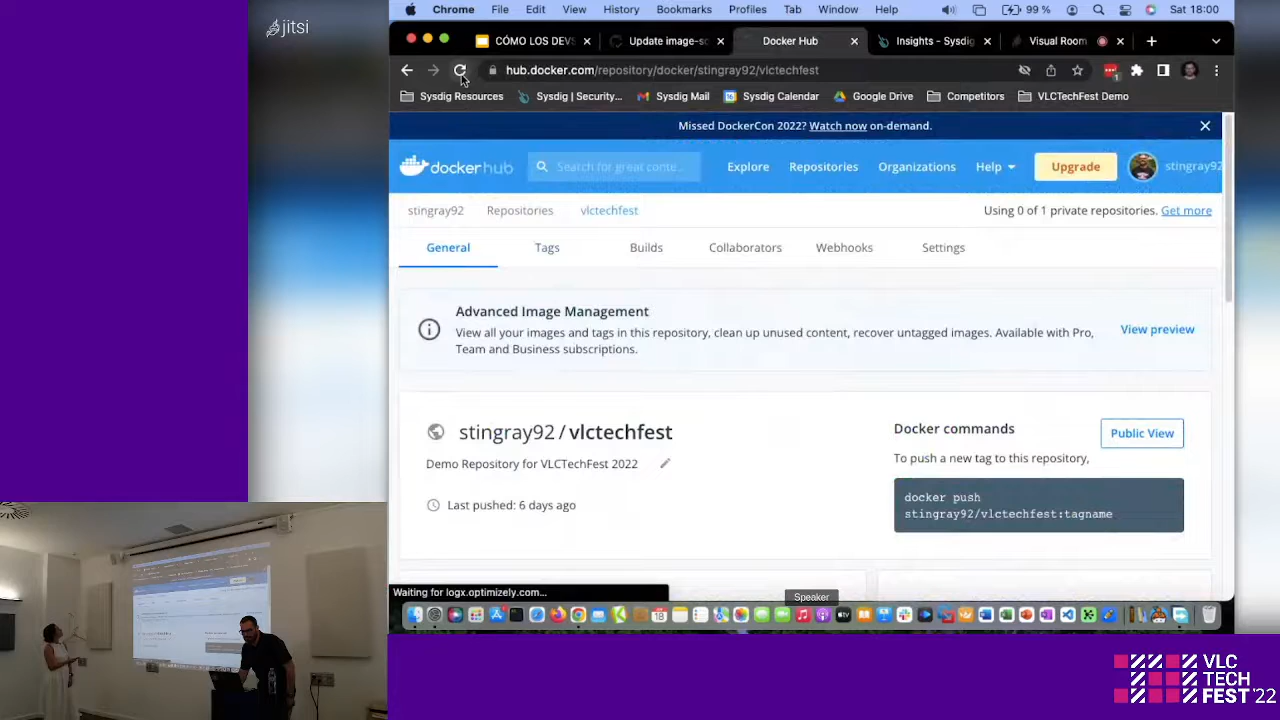 jitsi
Chrome File Edit View History Bookmarks Profiles Tab Window Help 99 % Sat 18:00
CÓMO LOS DEVS Update image-sc Docker Hub Insights - Sysdig Visual Room
hub.docker.com/repository/docker/stingray92/vlctechfest
Sysdig Resources Sysdig | Security... Sysdig Mail Sysdig Calendar Google Drive Competitors VLCTechFest Demo
Missed DockerCon 2022? Watch now on-demand.
dockerhub Search for great conte... Explore Repositories Organizations Help Upgrade stingray92
stingray92 Repositories vlctechfest Using 0 of 1 private repositories. Get more
General Tags Builds Collaborators Webhooks Settings
Advanced Image Management
View all your images and tags in this repository, clean up unused content, recover untagged images. Available with Pro,
Team and Business subscriptions.
View preview
stingray92 / vlctechfest
Demo Repository for VLCTechFest 2022
Last pushed: 6 days ago
Docker commands
Public View
To push a new tag to this repository,
docker push
stingray92/vlctechfest:tagname
Waiting for logx.optimizely.com...
Speaker
VLC
TECH
FEST'22